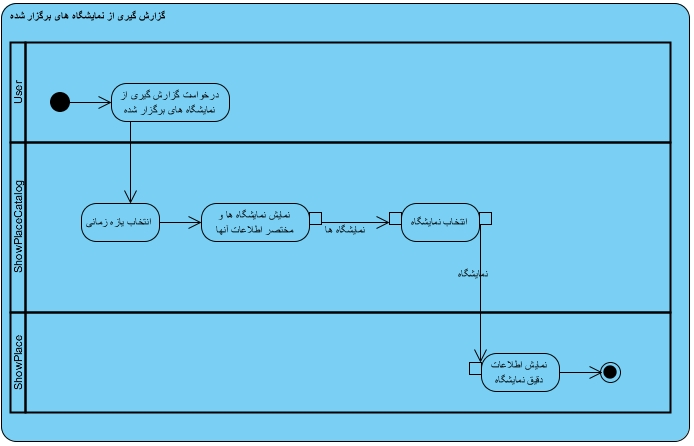 گزارش گیری از نمایشگاه های برگزار شده
User
درخواست گزارش گیری از
نمایشگاه های برگزار شده
ShowPlaceCatalog
انتخاب بازه زمانی
نمایش نمایشگاه ها و
مختصر اطلاعات آنها
نمایشگاه ها
انتخاب نمایشگاه
نمایشگاه
ShowPlace
نمایش اطلاعات
دقیق نمایشگاه